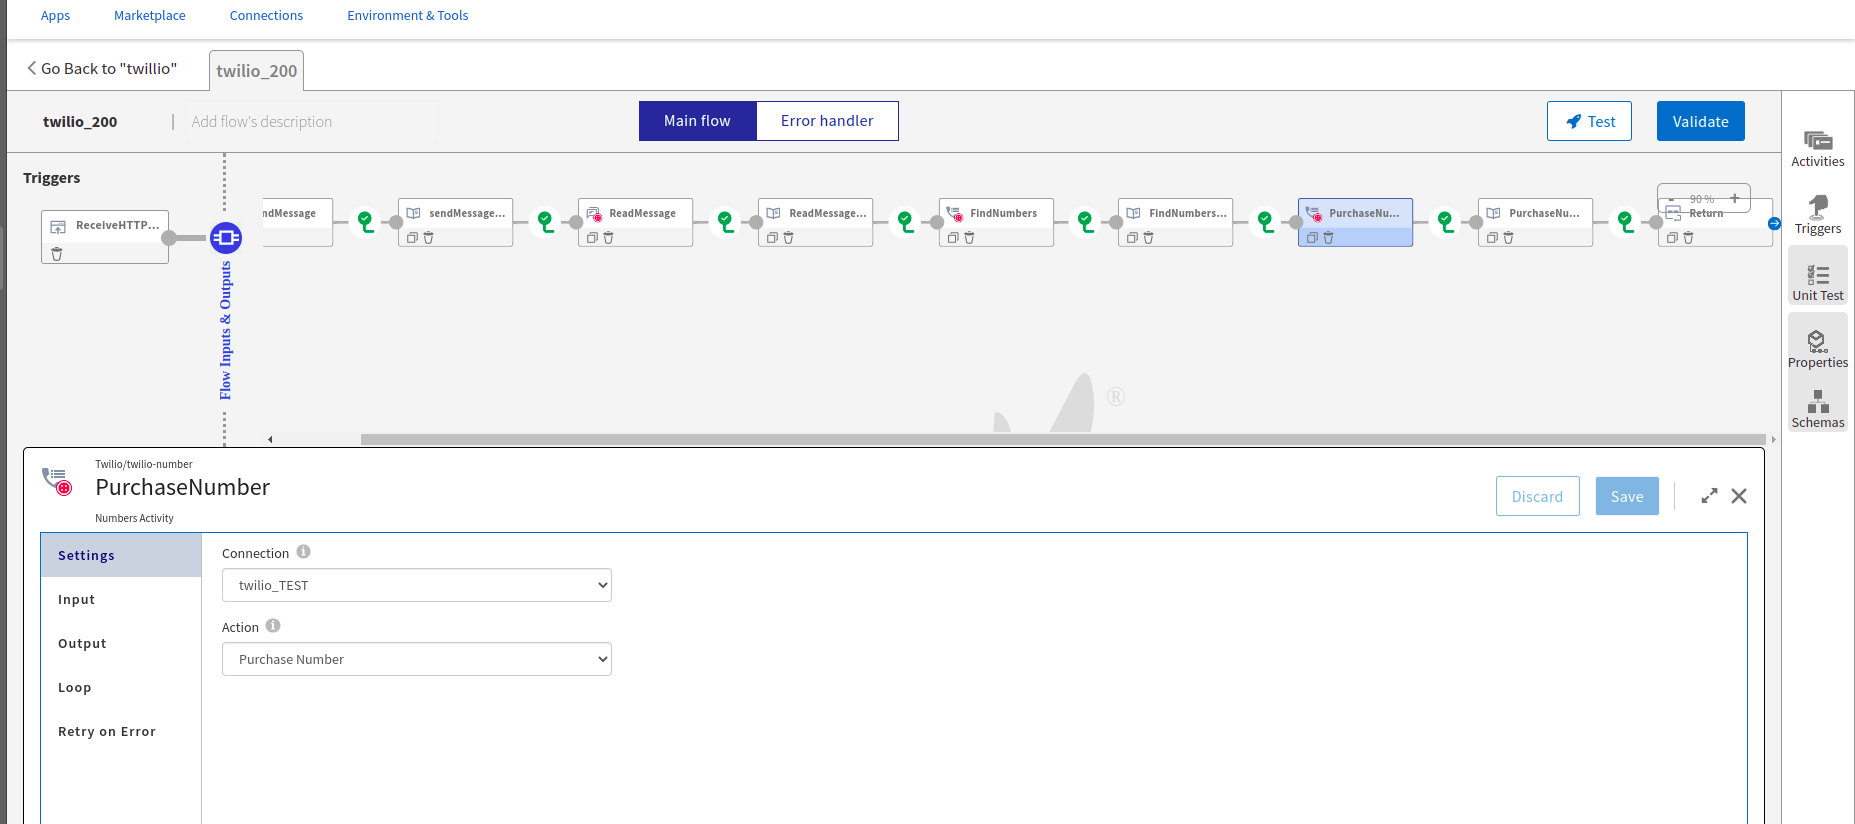 Apps Marketplace Connections Environment & Tools
Go Back to "twillio" twilio_200
twilio_200 | Add flow's description Main flow Error handler Test Validate
Triggers
ReceiveHTTP...
Flow Inputs & Outputs
ndMessage sendMessage... ReadMessage ReadMessage... FindNumbers FindNumbers... PurchaseNu... PurchaseNu... Return
- 90 % +
®
Activities
Triggers
Unit Test
Properties
Schemas
Twilio/twilio-number
PurchaseNumber
Numbers Activity
Discard Save
Settings
Input
Output
Loop
Retry on Error
Connection
twilio_TEST
Action
Purchase Number